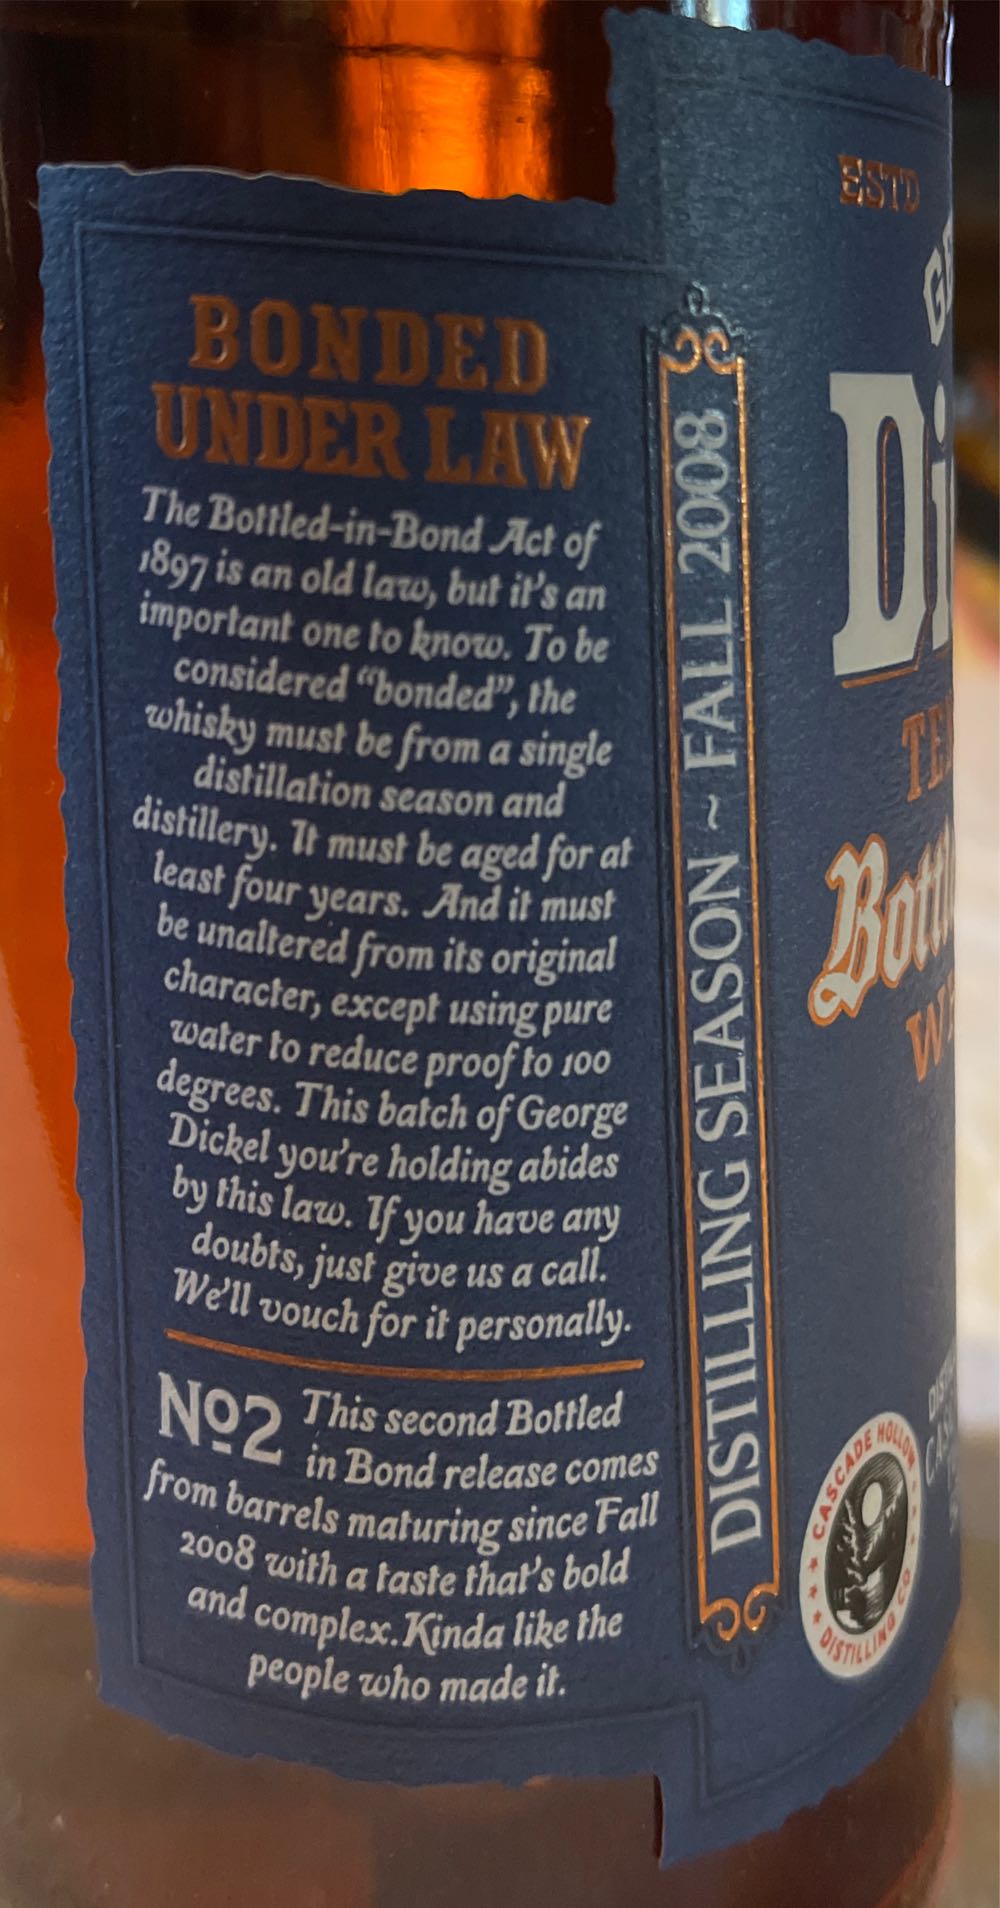 BONDED
UNDER LAW
The Bottled-in-Bond Act of
1897 is an old law, but it's an
important one to know. To be
considered “bonded”, the
whisky must be from a single
distillation season and
distillery. It must be aged for at
least four years. And it must
be unaltered from its original
character, except using pure
water to reduce proof to 100
degrees. This batch of George
Dickel you're holding abides
by this law. If you have any
doubts, just give us a call.
We'll vouch for it personally.
Nº2 This second Bottled
in Bond release comes
from barrels maturing since Fall
2008 with a taste that's bold
and complex. Kinda like the
people who made it.
DISTILLING SEASON ~ FALL 2008
ESTD
CASCADE HOLLOW
DISTILLING CO